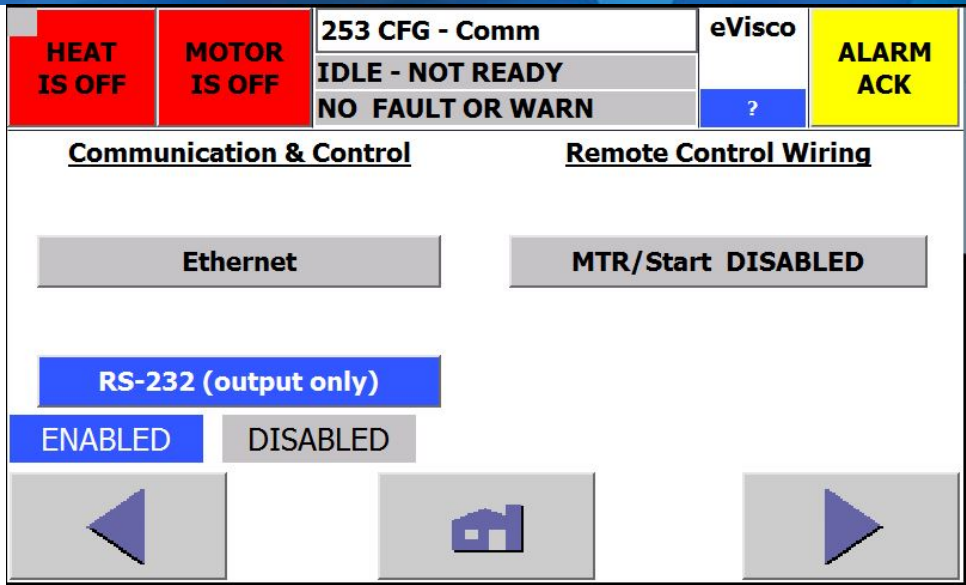 HEAT
IS OFF
MOTOR
IS OFF
253 CFG - Comm
IDLE - NOT READY
NO FAULT OR WARN
eVisco
?
ALARM
ACK
Communication & Control
Remote Control Wiring
Ethernet
MTR/Start DISABLED
RS-232 (output only)
ENABLED
DISABLED